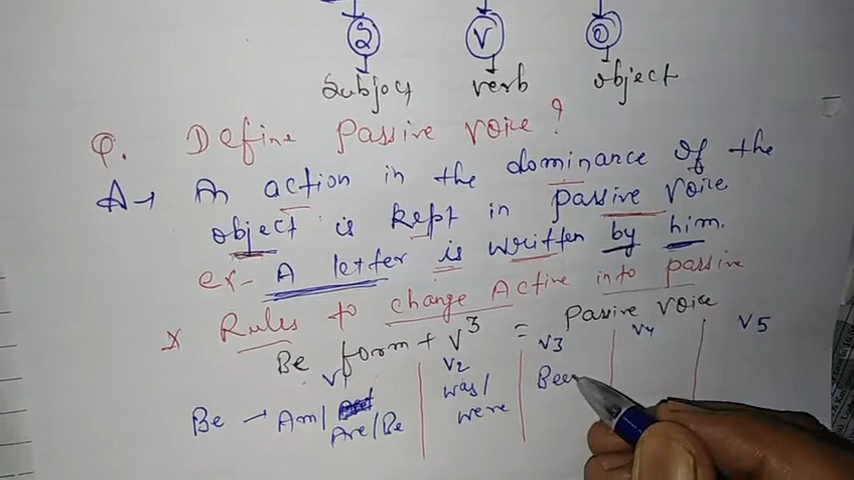 S V O
Subject verb object
Q. Define passive voice?
A→ An action in the dominance of the
object is kept in passive voice
ex- A letter is written by him.
x Rules to change Active into passive
Be form + V3 = passive voice
V1 V2 V3 V4 V5
Be → Am/ Are/Be was/ were Been